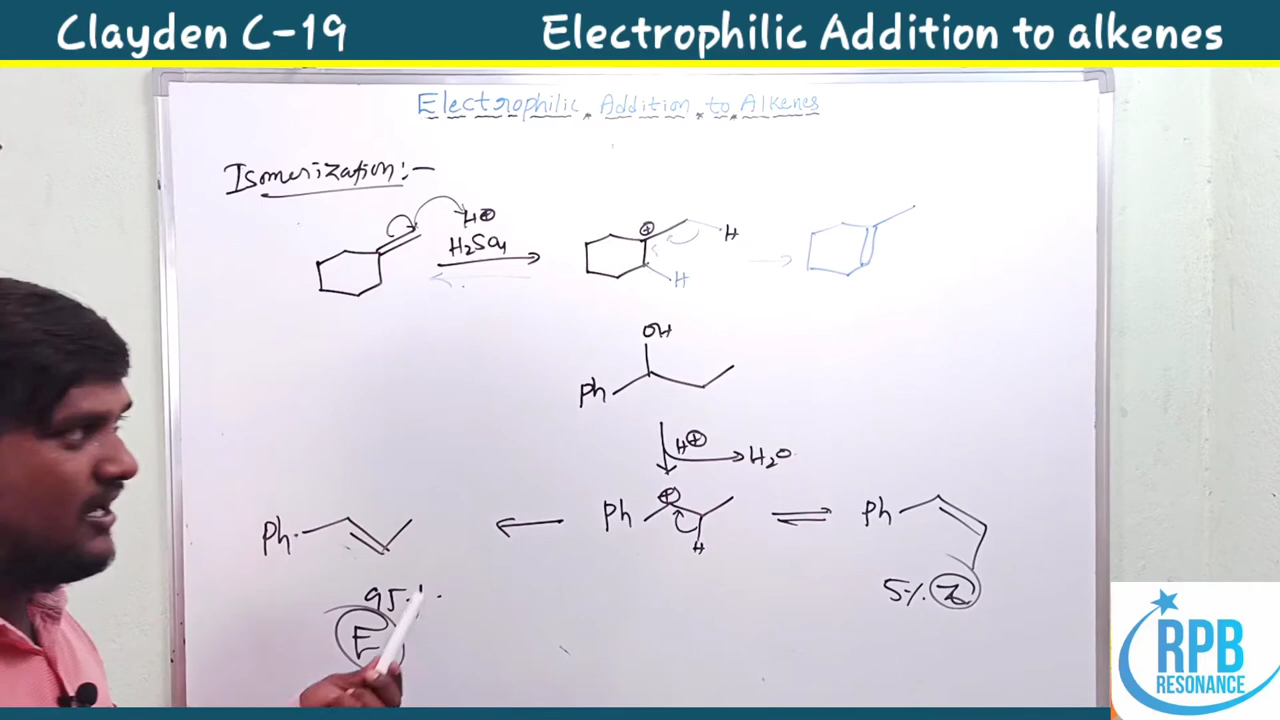 Clayden C-19
Electrophilic Addition to alkenes
Electrophilic Addition to Alkenes
Isomerization:-
H⊕
H2SO4
⊕
H
H
OH
Ph
H⊕
H2O
Ph
⊕
H
Ph
Ph
95%
E
5% Z
RPB
RESONANCE